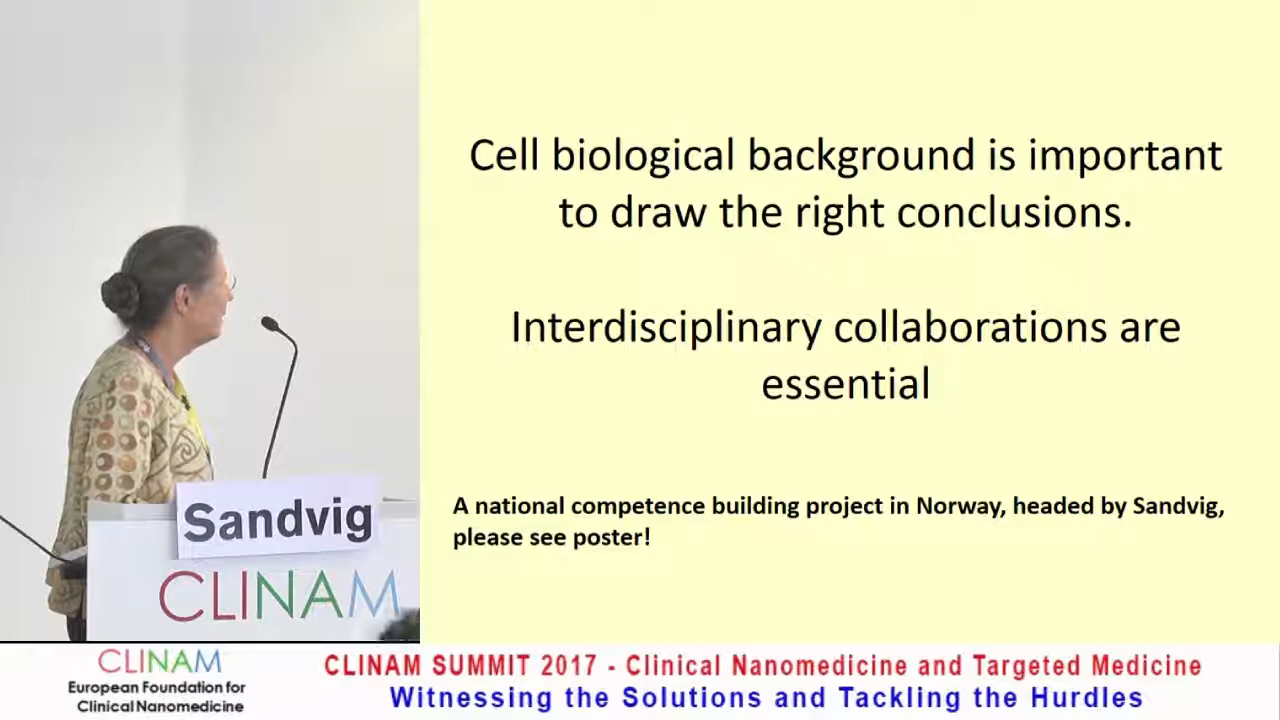 Cell biological background is important
to draw the right conclusions.
Interdisciplinary collaborations are
essential
A national competence building project in Norway, headed by Sandvig,
please see poster!
Sandvig
CLINAM
CLINAM
European Foundation for
Clinical Nanomedicine
CLINAM SUMMIT 2017 - Clinical Nanomedicine and Targeted Medicine
Witnessing the Solutions and Tackling the Hurdles